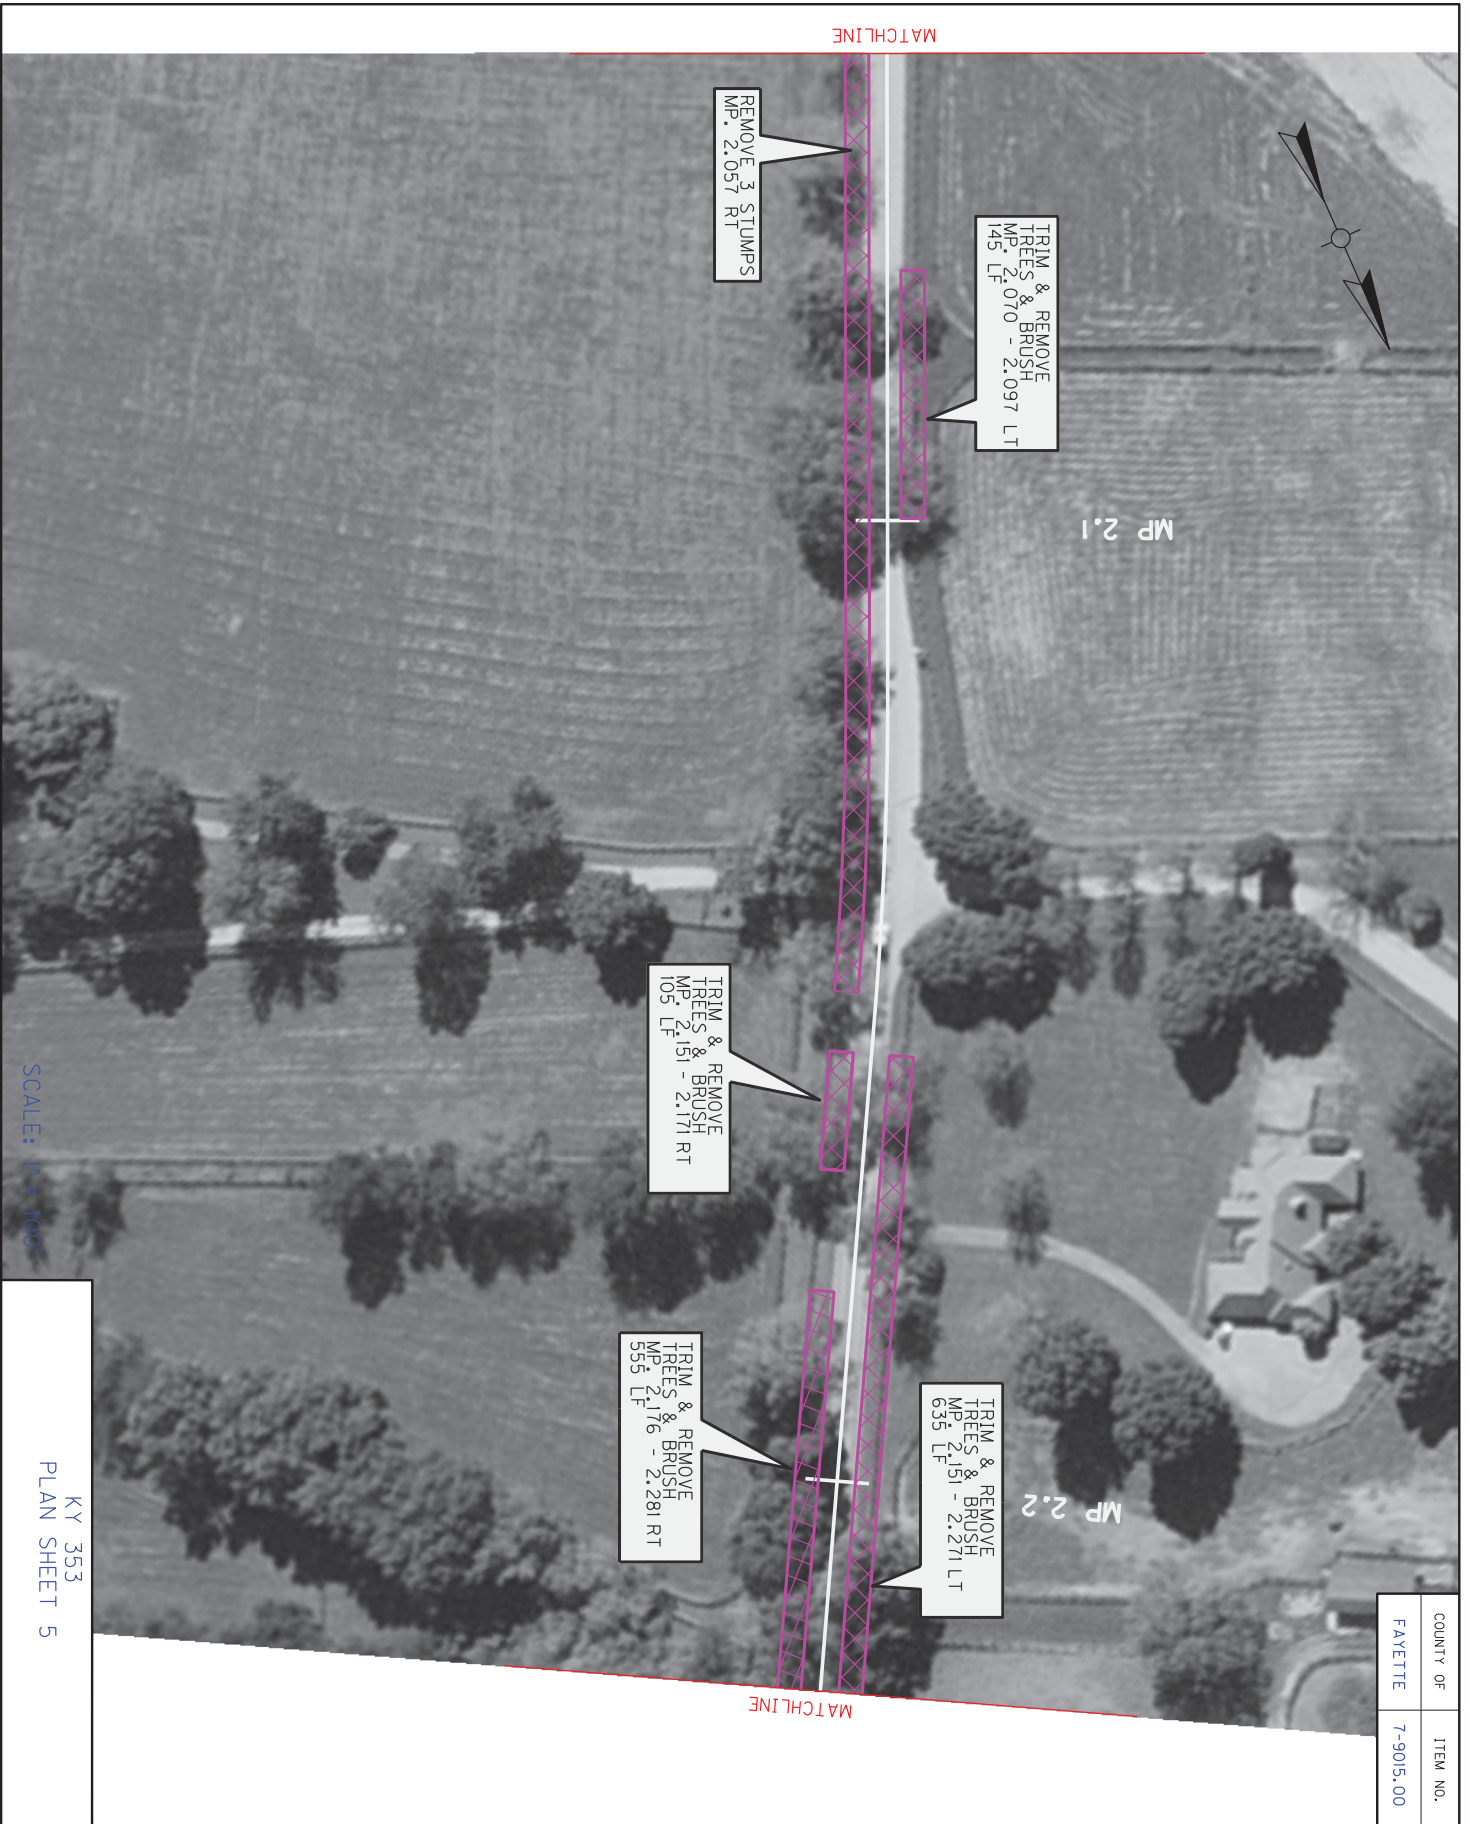 COUNTY OF
ITEM NO.
FAYETTE
7-9015.00
MATCHLINE
REMOVE 3 STUMPS
MP. 2.057 RT
TRIM & REMOVE
TREES & BRUSH
MP. 2.070 - 2.097 LT
145 LF
MP 2.1
TRIM & REMOVE
TREES & BRUSH
MP. 2.151 - 2.171 RT
105 LF
TRIM & REMOVE
TREES & BRUSH
MP. 2.176 - 2.281 RT
555 LF
TRIM & REMOVE
TREES & BRUSH
MP. 2.151 - 2.271 LT
635 LF
MP 2.2
MATCHLINE
SCALE: 1"=100'
KY 353
PLAN SHEET 5